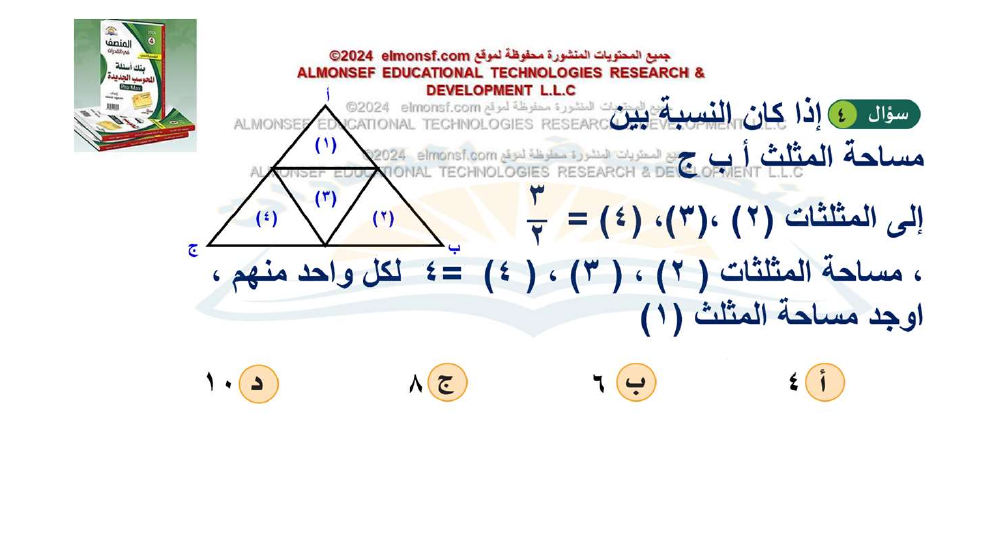 المنصف
في القدرات
بنك أسئلة
المحوسب الجديدة
جميع المحتويات المنشورة محفوظة لموقع elmonsf.com ©2024
ALMONSEF EDUCATIONAL TECHNOLOGIES RESEARCH &
DEVELOPMENT L.L.C
جميع المحتويات المنشورة محفوظة لموقع elmonsf.com ©2024
ALMONSEF EDUCATIONAL TECHNOLOGIES RESEARCH & DEVELOPMENT L.L.C
جميع المحتويات المنشورة محفوظة لموقع elmonsf.com ©2024
ALMONSEF EDUCATIONAL TECHNOLOGIES RESEARCH & DEVELOPMENT L.L.C
سؤال ٤ إذا كان النسبة بين
مساحة المثلث أ ب ج
إلى المثلثات (٢) ،(٣)، (٤) = ٣/٢
، مساحة المثلثات ( ٢) ، ( ٣) ، ( ٤) =٤ لكل واحد منهم ،
اوجد مساحة المثلث (١)
أ
(١)
(٣)
(٤)
(٢)
ج
ب
أ ٤
ب ٦
ج ٨
د ١٠